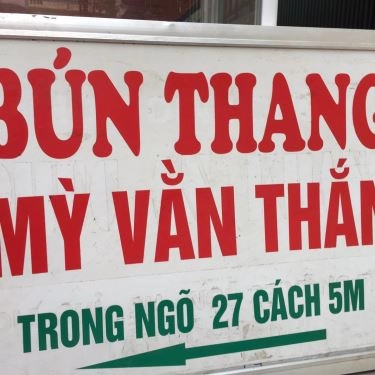 BÚN THANG
MỲ VẰN THẮN
TRONG NGÕ 27 CÁCH 5M